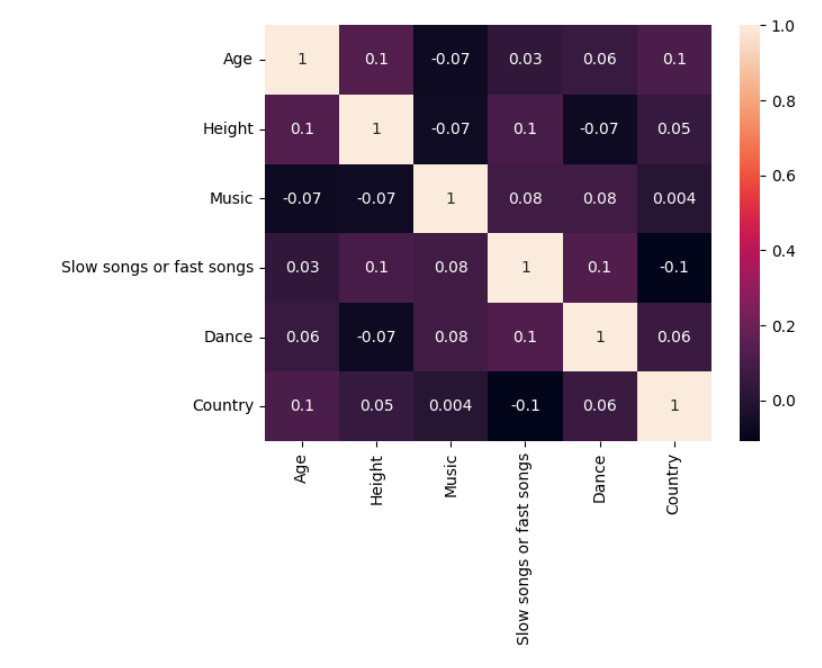 Age 1 0.1 -0.07 0.03 0.06 0.1
Height 0.1 1 -0.07 0.1 -0.07 0.05
Music -0.07 -0.07 1 0.08 0.08 0.004
Slow songs or fast songs 0.03 0.1 0.08 1 0.1 -0.1
Dance 0.06 -0.07 0.08 0.1 1 0.06
Country 0.1 0.05 0.004 -0.1 0.06 1
Age
Height
Music
Slow songs or fast songs
Dance
Country
1.0
0.8
0.6
0.4
0.2
0.0